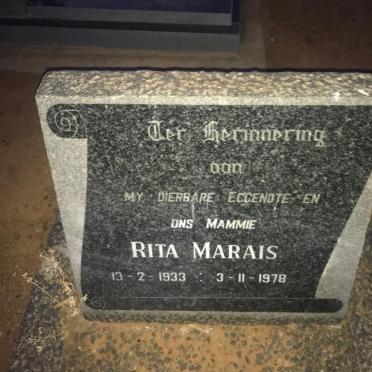 Ter Herinnering
aan
MY DIERBARE EGGENOTE EN
ONS MAMMIE
RITA MARAIS
13-2-1933 : 3-11-1978